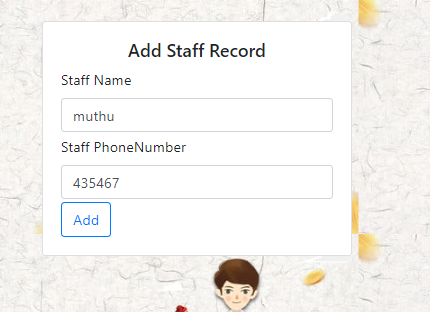 Add Staff Record
Staff Name
muthu
Staff PhoneNumber
435467
Add